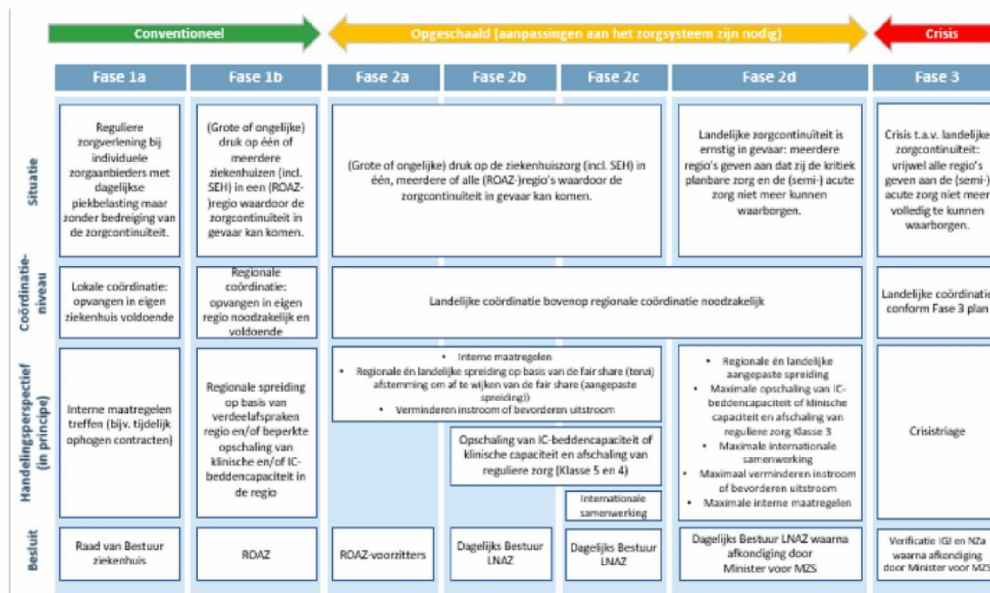 Conventioneel
Opgeschaald (aanpassingen aan het zorgsysteem zijn nodig)
Crisis
Fase 1a
Fase 1b
Fase 2a
Fase 2b
Fase 2c
Fase 2d
Fase 3
Situatie
Reguliere
zorgverlening bij
individuele
zorgaanbieders met
dagelijkse
piekbelasting maar
zonder bedreiging van
de zorgcontinuïteit.
(Grote of ongelijke)
druk op één of
meerdere
ziekenhuizen (incl.
SEH) in een (ROAZ-
)regio waardoor de
zorgcontinuïteit in
gevaar kan komen.
(Grote of ongelijke) druk op de ziekenhuiszorg (incl. SEH) in
één, meerdere of alle (ROAZ-)regio's waardoor de
zorgcontinuïteit in gevaar kan komen.
Landelijke zorgcontinuïteit is
ernstig in gevaar: meerdere
regio's geven aan dat zij de kritiek
planbare zorg en de (semi-) acute
zorg niet meer kunnen
waarborgen.
Crisis t.a.v. landelijke
zorgcontinuïteit:
vrijwel alle regio's
geven aan de (semi-)
acute zorg niet meer
volledig te kunnen
waarborgen.
Coördinatie-
niveau
Lokale coördinatie:
opvangen in eigen
ziekenhuis voldoende
Regionale
coördinatie:
opvangen in eigen
regio noodzakelijk en
voldoende
Landelijke coördinatie bovenop regionale coördinatie noodzakelijk
Landelijke coördinatie
conform Fase 3 plan
Handelingsperspectief
(in principe)
Interne maatregelen
treffen (bijv. tijdelijk
ophogen contracten)
Regionale spreiding
op basis van
verdeelafspraken
regio en/of beperkte
opschaling van
klinische en/of IC-
beddencapaciteit in
de regio
• Interne maatregelen
• Regionale én landelijke spreiding op basis van de fair share (tenzij
afstemming om af te wijken van de fair share (aangepaste
spreiding))
• Verminderen instroom of bevorderen uitstroom
Opschaling van IC-beddencapaciteit of
klinische capaciteit en afschaling van
reguliere zorg (Klasse 5 en 4)
Internationale
samenwerking
• Regionale én landelijke
aangepaste spreiding
• Maximale opschaling van IC-
beddencapaciteit of klinische
capaciteit en afschaling van
reguliere zorg Klasse 3
• Maximale internationale
samenwerking
• Maximaal verminderen instroom
of bevorderen uitstroom
• Maximale interne maatregelen
Crisistriage
Besluit
Raad van Bestuur
ziekenhuis
ROAZ
ROAZ-voorzitters
Dagelijks Bestuur
LNAZ
Dagelijks Bestuur
LNAZ
Dagelijks Bestuur LNAZ waarna
afkondiging door
Minister voor MZS
Verificatie IGJ en NZa
waarna afkondiging
door Minister voor MZS